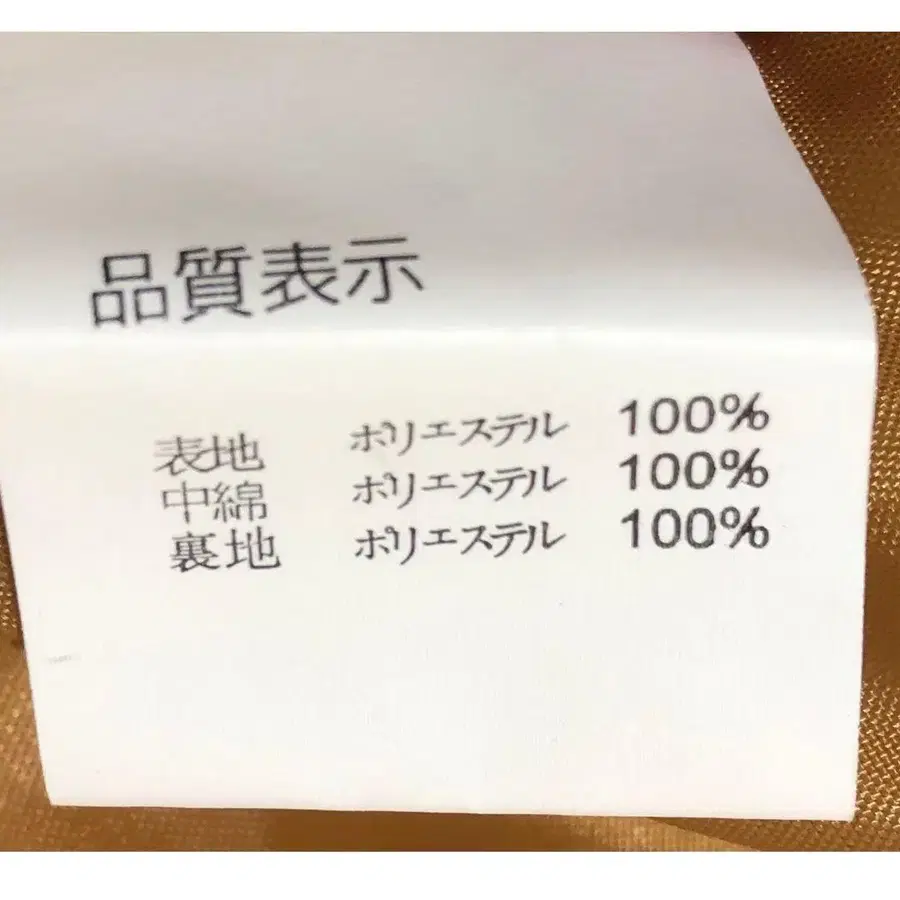 品質表示
表地 ポリエステル 100%
中綿 ポリエステル 100%
裏地 ポリエステル 100%